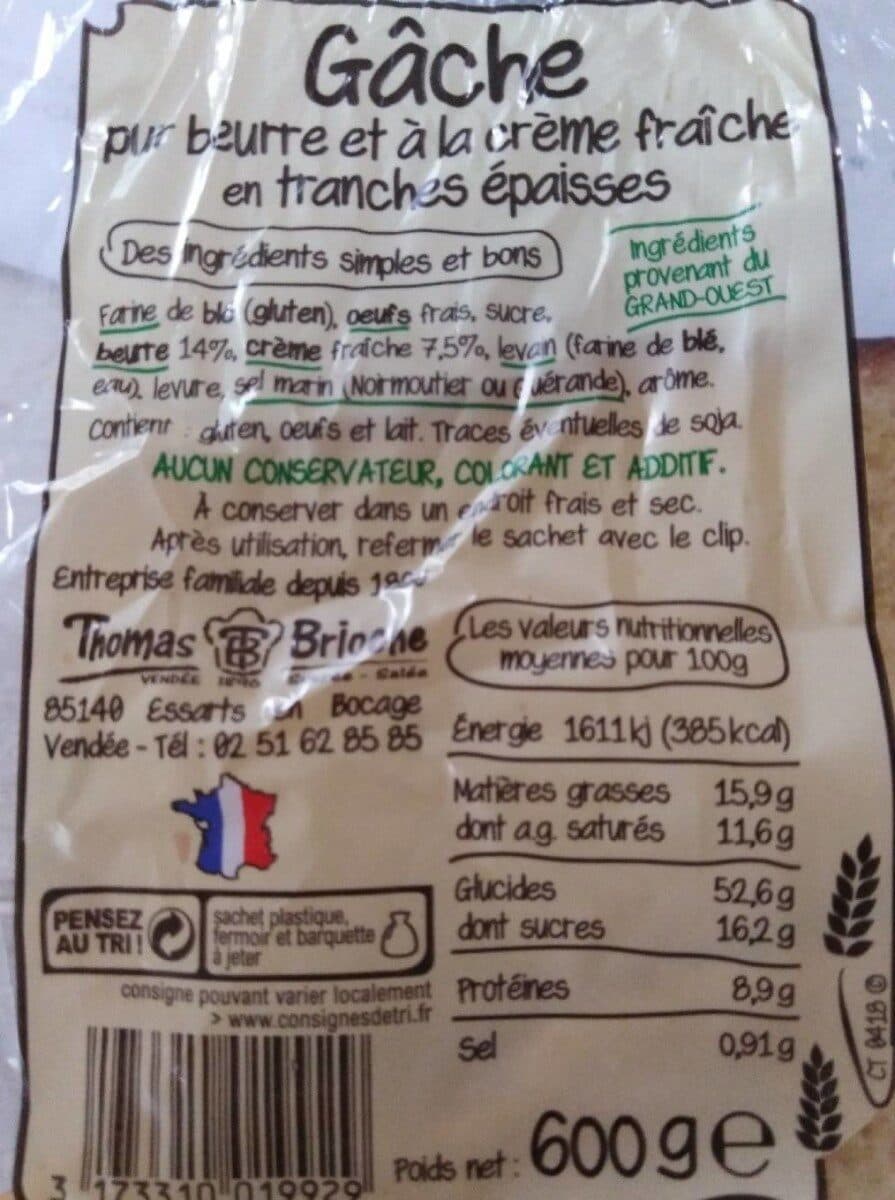 Gâche
pur beurre et à la crème fraîche
en tranches épaisses
Des ingrédients simples et bons
Ingrédients
provenant du
GRAND-OUEST
Farine de blé (gluten), oeufs frais, sucre,
beurre 14%, crème fraîche 7,5%, levain (farine de blé,
eau), levure, sel marin (Noirmoutier ou Guérande), arôme.
Contient : gluten, oeufs et lait. Traces éventuelles de soja.
AUCUN CONSERVATEUR, COLORANT ET ADDITIF.
À conserver dans un endroit frais et sec.
Après utilisation, refermer le sachet avec le clip.
Entreprise familiale depuis
Thomas TB Brioche
VENDÉE
85140 Essarts en Bocage
Vendée - Tél : 02 51 62 85 85
Les valeurs nutritionnelles
moyennes pour 100g
Énergie 1611kj (385kcal)
Matières grasses 15,9g
dont a.g. saturés 11,6g
Glucides 52,6g
dont sucres 16,2g
Protéines 8,9g
Sel 0,91g
PENSEZ
AU TRI !
sachet plastique,
fermoir et barquette
à jeter
consigne pouvant varier localement
> www.consignesdetri.fr
3 173310 019929
Poids net : 600g e
CT 0418 ©